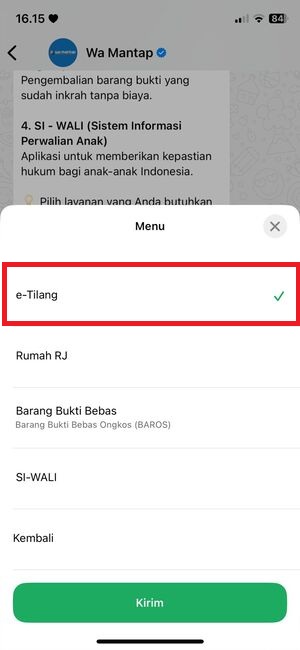 16.15
84
Wa Mantap
Pengembalian barang bukti yang
sudah inkrah tanpa biaya.
4. SI - WALI (Sistem Informasi
Perwalian Anak)
Aplikasi untuk memberikan kepastian
hukum bagi anak-anak Indonesia.
Pilih layanan yang Anda butuhkan
Menu
e-Tilang
Rumah RJ
Barang Bukti Bebas
Barang Bukti Bebas Ongkos (BAROS)
SI-WALI
Kembali
Kirim